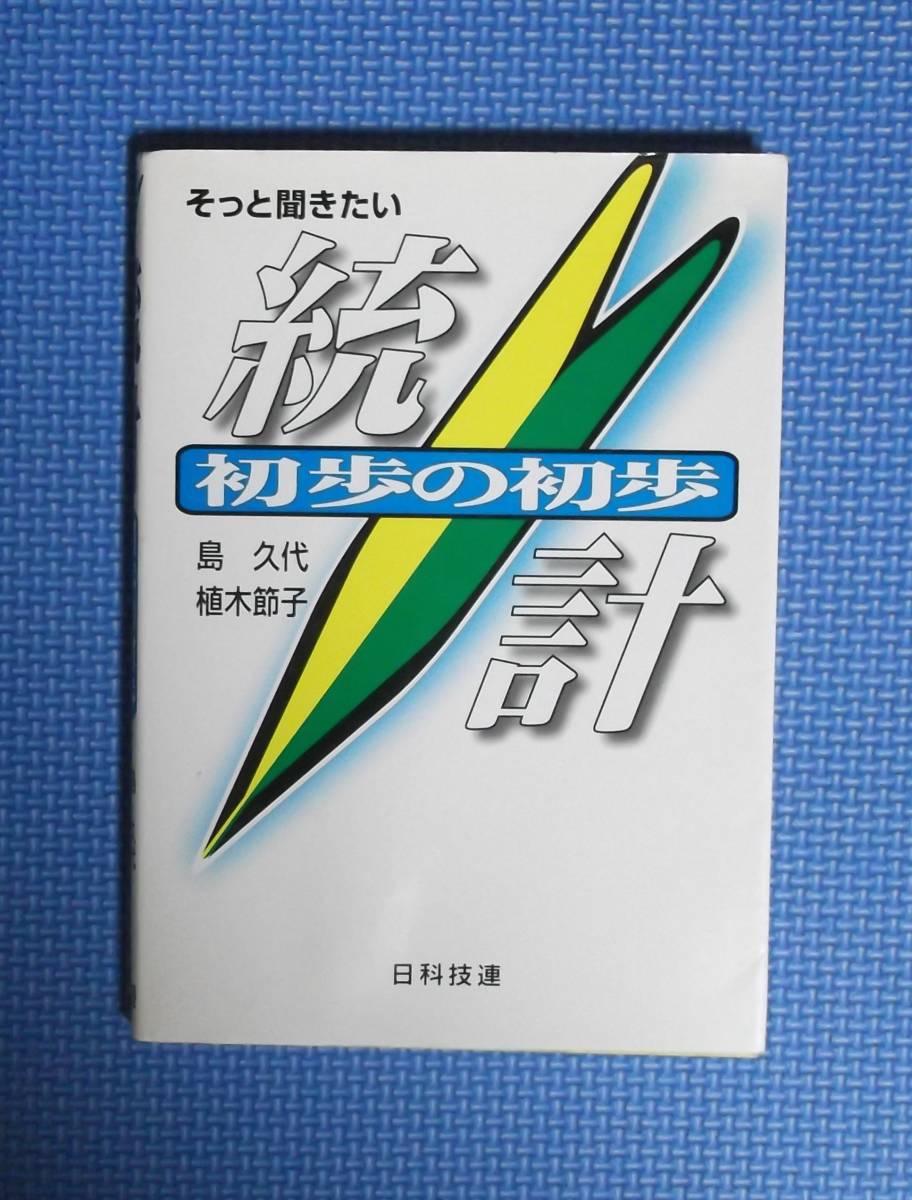 そっと聞きたい
統
初歩の初歩
計
島 久代
植木節子
日科技連